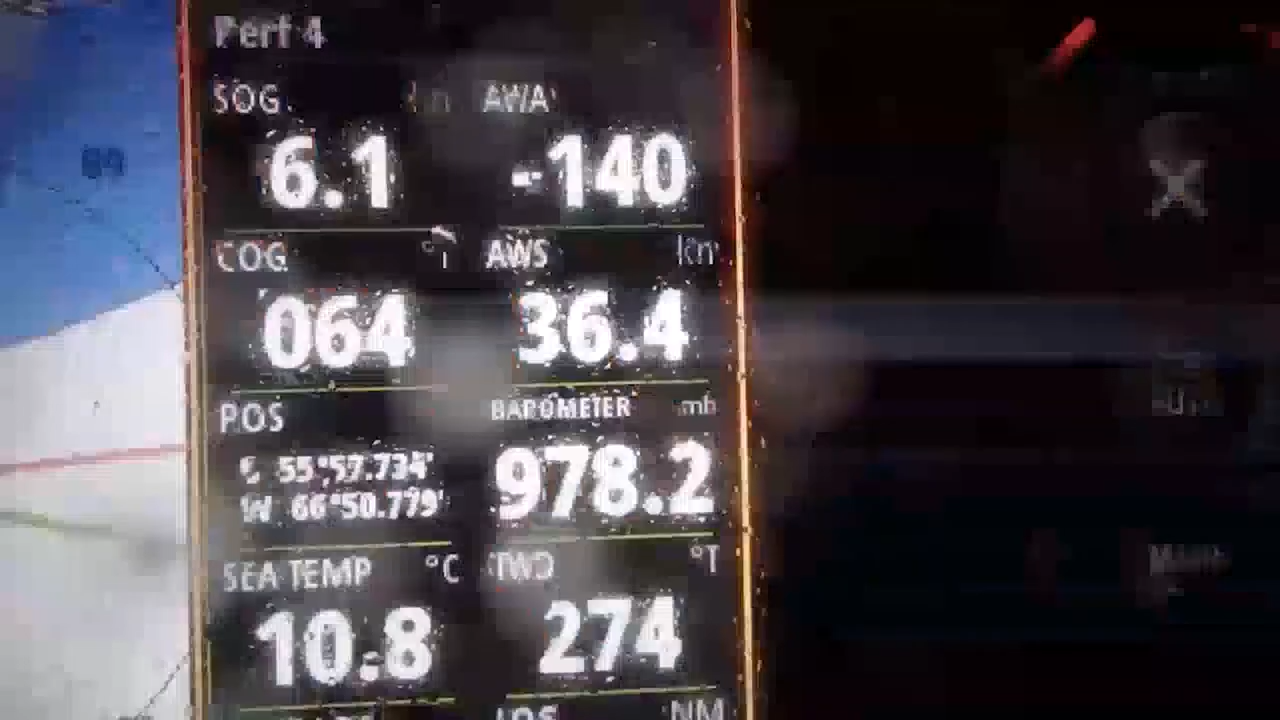 Perf 4
SOG kn AWA
6.1 -140
COG °T AWS kn
064 36.4
POS BAROMETER mb
S 55°57.734' 978.2
W 66°50.779'
SEA TEMP °C TWD °T
10.8 274
NM